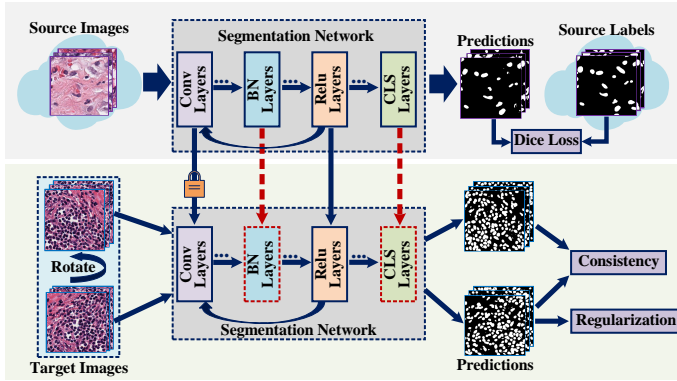 Source Images
Segmentation Network
Predictions
Source Labels
Conv
Layers
BN
Layers
Relu
Layers
CLS
Layers
Dice Loss
Rotate
Target Images
Conv
Layers
BN
Layers
Relu
Layers
CLS
Layers
Segmentation Network
Predictions
Consistency
Regularization